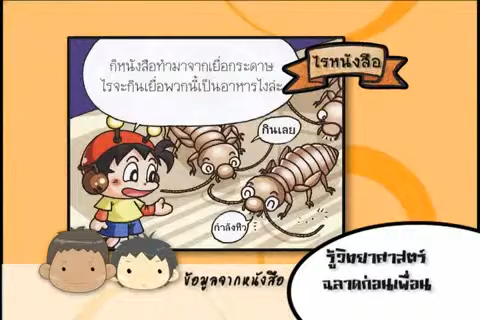 ก็หนังสือทำมาจากเยื่อกระดาษ
ไรจะกินเยื่อพวกนี้เป็นอาหารไงล่ะ
ไรหนังสือ
กินเลย
กำลังหิว
ข้อมูลจากหนังสือ
รู้วิทยาศาสตร์
ฉลาดก่อนเพื่อน